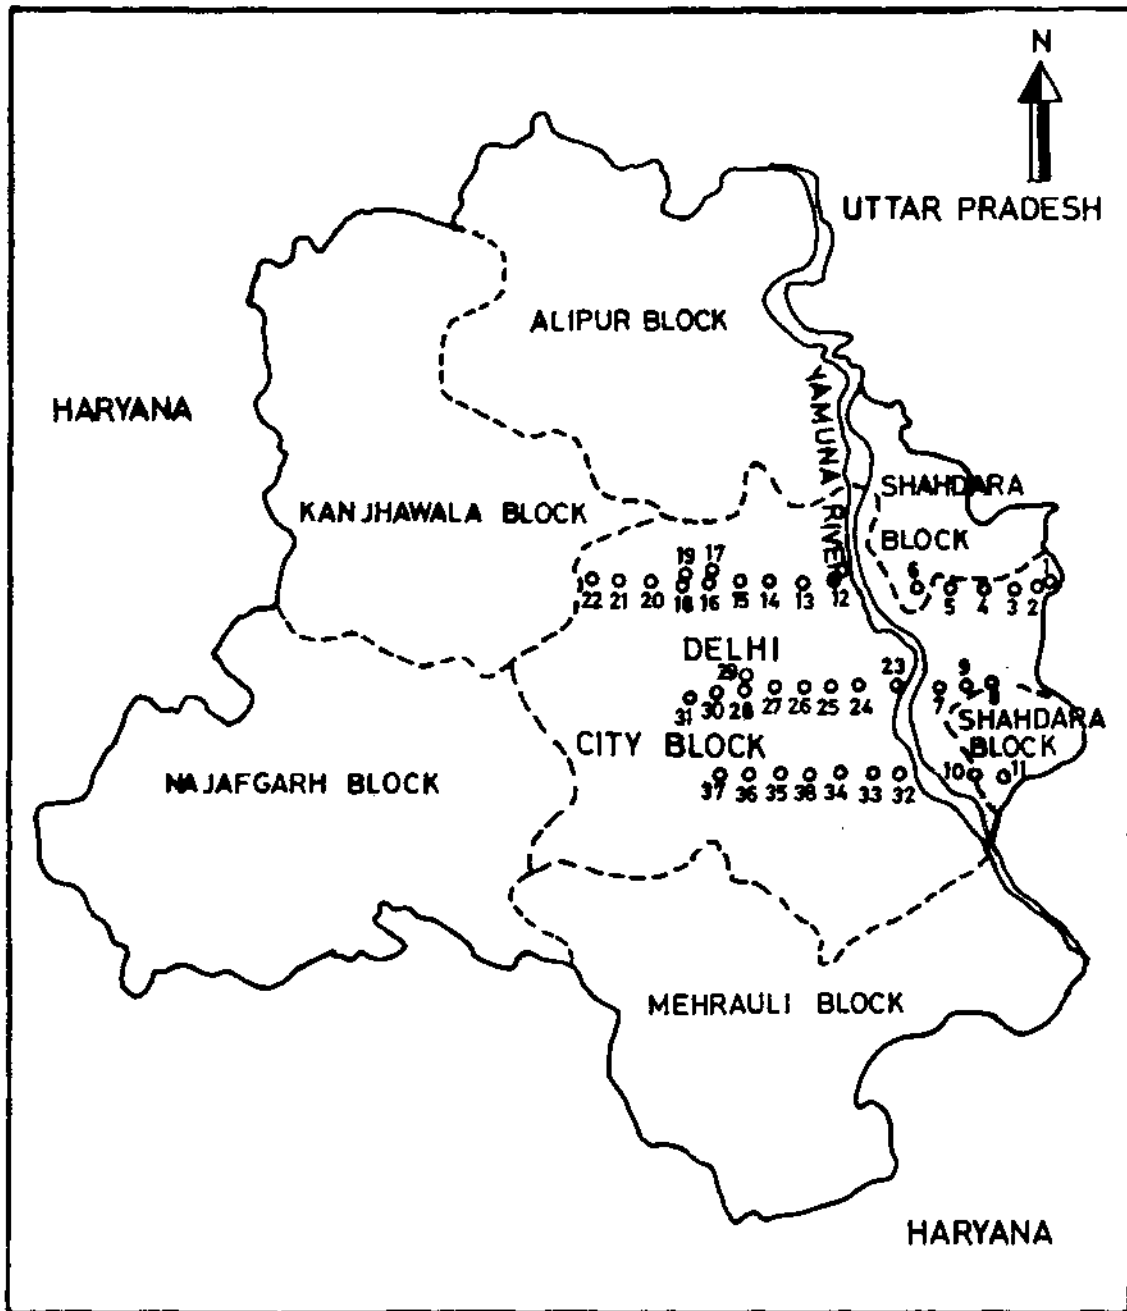 N
UTTAR PRADESH
ALIPUR BLOCK
HARYANA
YAMUNA RIVER
SHAHDARA
BLOCK
KANJHAWALA BLOCK
19 17
6 1
22 21 20 18 16 15 14 13 12 5 4 3 2
DELHI
29 23 9
31 30 28 27 26 25 24 7 8
SHAHDARA
BLOCK
CITY BLOCK
NAJAFGARH BLOCK
10 11
37 36 35 38 34 33 32
MEHRAULI BLOCK
HARYANA